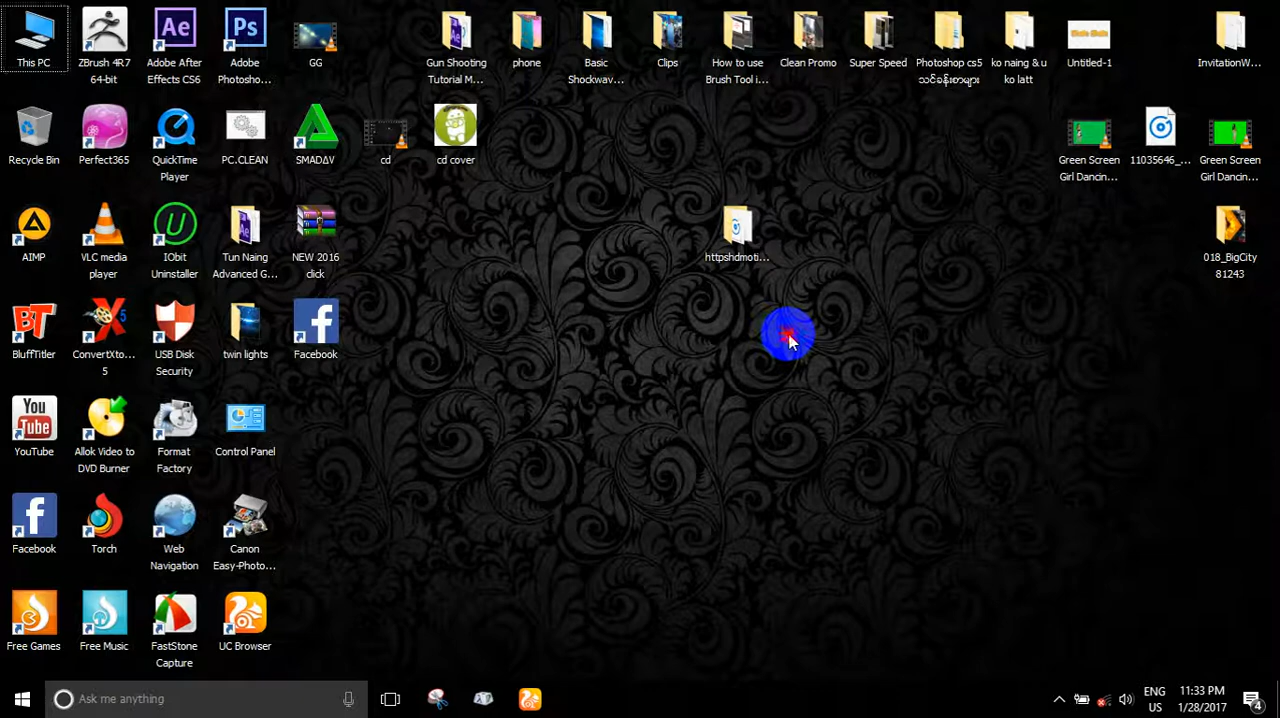 This PC
ZBrush 4R7
64-bit
Adobe After
Effects CS6
Adobe
Photosho...
GG
Gun Shooting
Tutorial M...
phone
Basic
Shockwav...
Clips
How to use
Brush Tool i...
Clean Promo
Super Speed
Photoshop cs5
သင်ခန်းစာများ
ko naing & u
ko latt
Untitled-1
InvitationW...
Recycle Bin
Perfect365
QuickTime
Player
PC.CLEAN
SMADΔV
cd
cd cover
Green Screen
Girl Dancin...
11035646_...
Green Screen
Girl Dancin...
AIMP
VLC media
player
IObit
Uninstaller
Tun Naing
Advanced G...
NEW 2016
click
httpshdmoti...
018_BigCity
81243
BluffTitler
ConvertXto...
5
USB Disk
Security
twin lights
Facebook
YouTube
Allok Video to
DVD Burner
Format
Factory
Control Panel
Facebook
Torch
Web
Navigation
Canon
Easy-Photo...
Free Games
Free Music
FastStone
Capture
UC Browser
Ask me anything
ENG
US
11:33 PM
1/28/2017
4